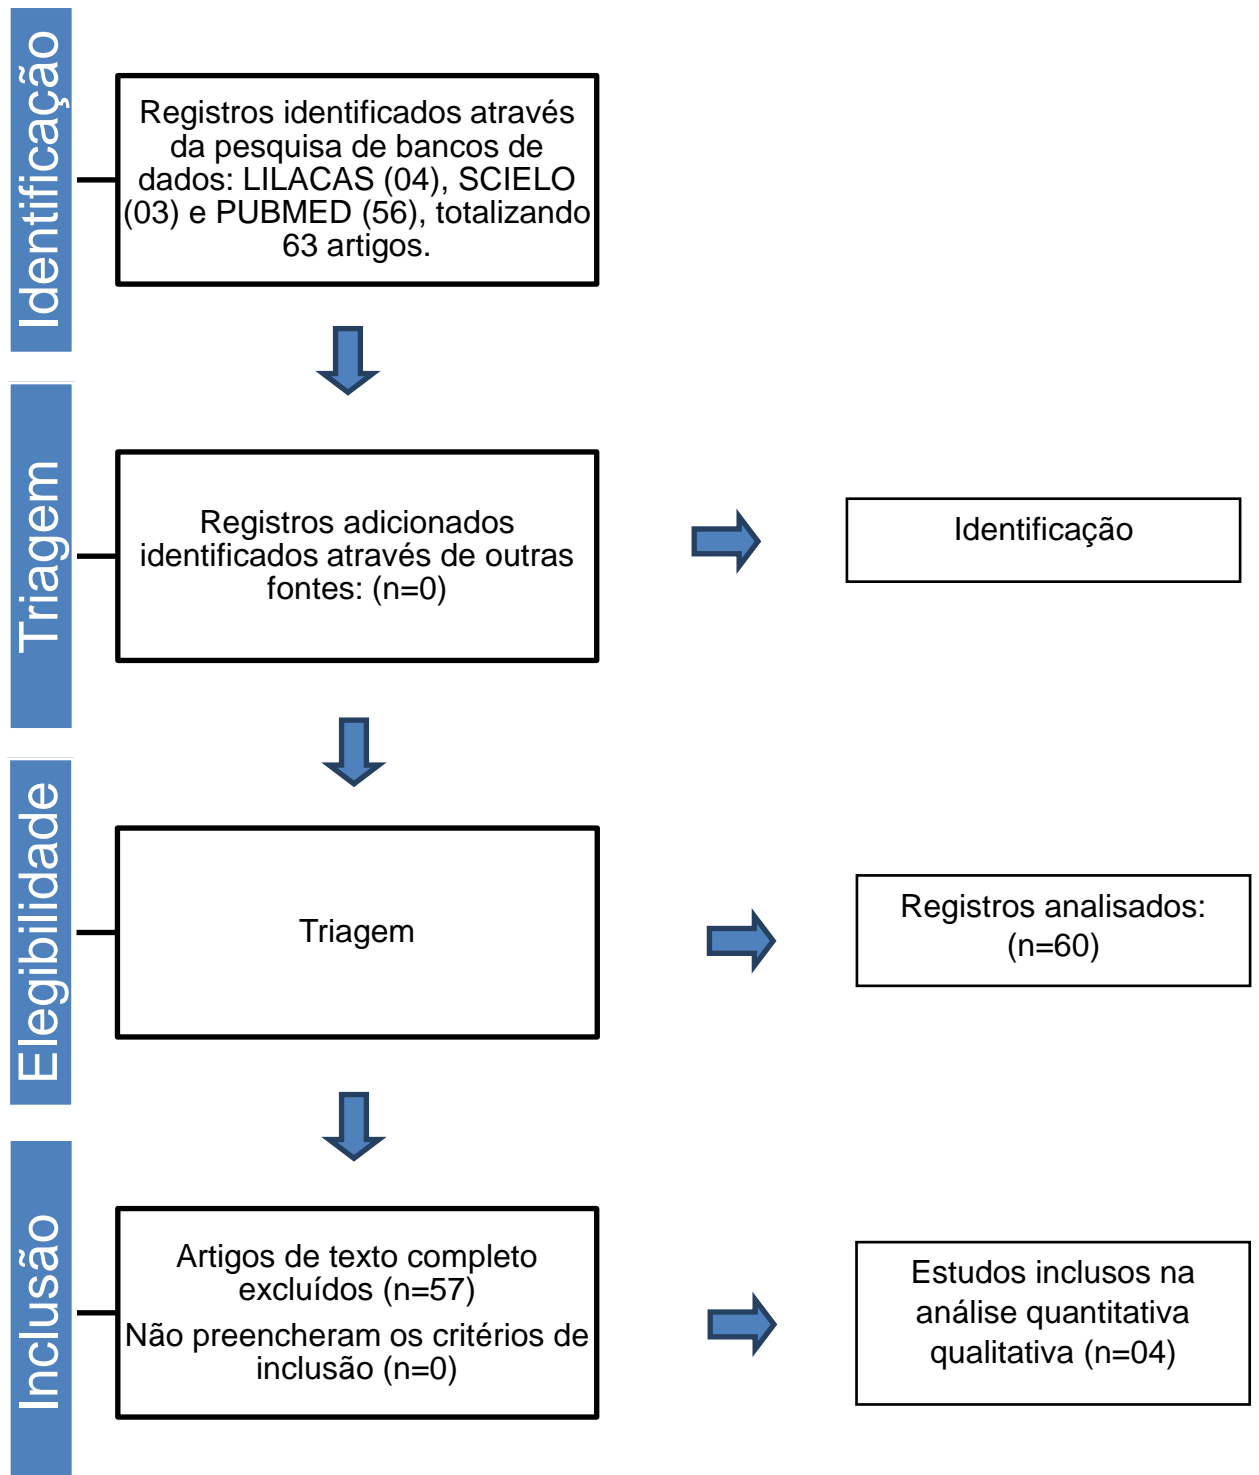 Identificação
Registros identificados através
da pesquisa de bancos de
dados: LILACAS (04), SCIELO
(03) e PUBMED (56), totalizando
63 artigos.
Triagem
Registros adicionados
identificados através de outras
fontes: (n=0)
Identificação
Elegibilidade
Triagem
Registros analisados:
(n=60)
Inclusão
Artigos de texto completo
excluídos (n=57)
Não preencheram os critérios de
inclusão (n=0)
Estudos inclusos na
análise quantitativa
qualitativa (n=04)